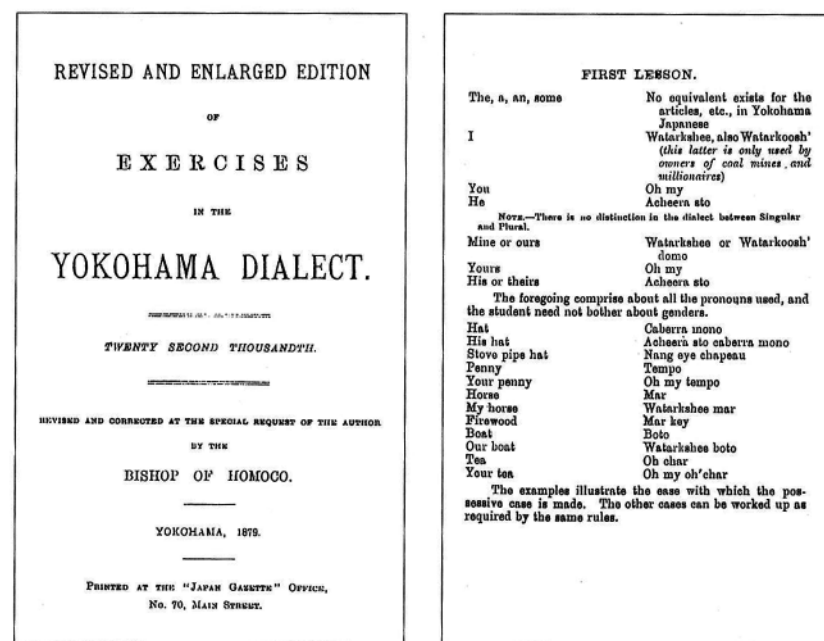 REVISED AND ENLARGED EDITION
OF
EXERCISES
IN THE
YOKOHAMA DIALECT.
TWENTY SECOND THOUSANDTH.
REVISED AND CORRECTED AT THE SPECIAL REQUEST OF THE AUTHOR
BY THE
BISHOP OF HOMOCO.
YOKOHAMA, 1879.
PRINTED AT THE "JAPAN GAZETTE" OFFICE,
No. 70, MAIN STREET.
FIRST LESSON.
The, a, an, some No equivalent exists for the
articles, etc., in Yokohama
Japanese
I Watarkshee, also Watarkoosh'
(this latter is only used by
owners of coal mines and
millionaires)
You Oh my
He Acheera sto
NOTE.—There is no distinction in the dialect between Singular
and Plural.
Mine or ours Watarkshee or Watarkoosh'
domo
Yours Oh my
His or theirs Acheera sto
The foregoing comprise about all the pronouns used, and
the student need not bother about genders.
Hat Caberra mono
His hat Acheera sto caberra mono
Stove pipe hat Nang eye chapeau
Penny Tempo
Your penny Oh my tempo
Horse Mar
My horse Watarkshee mar
Firewood Mar key
Boat Boto
Our boat Watarkshee boto
Tea Oh char
Your tea Oh my oh'char
The examples illustrate the ease with which the pos-
sessive case is made. The other cases can be worked up as
required by the same rules.